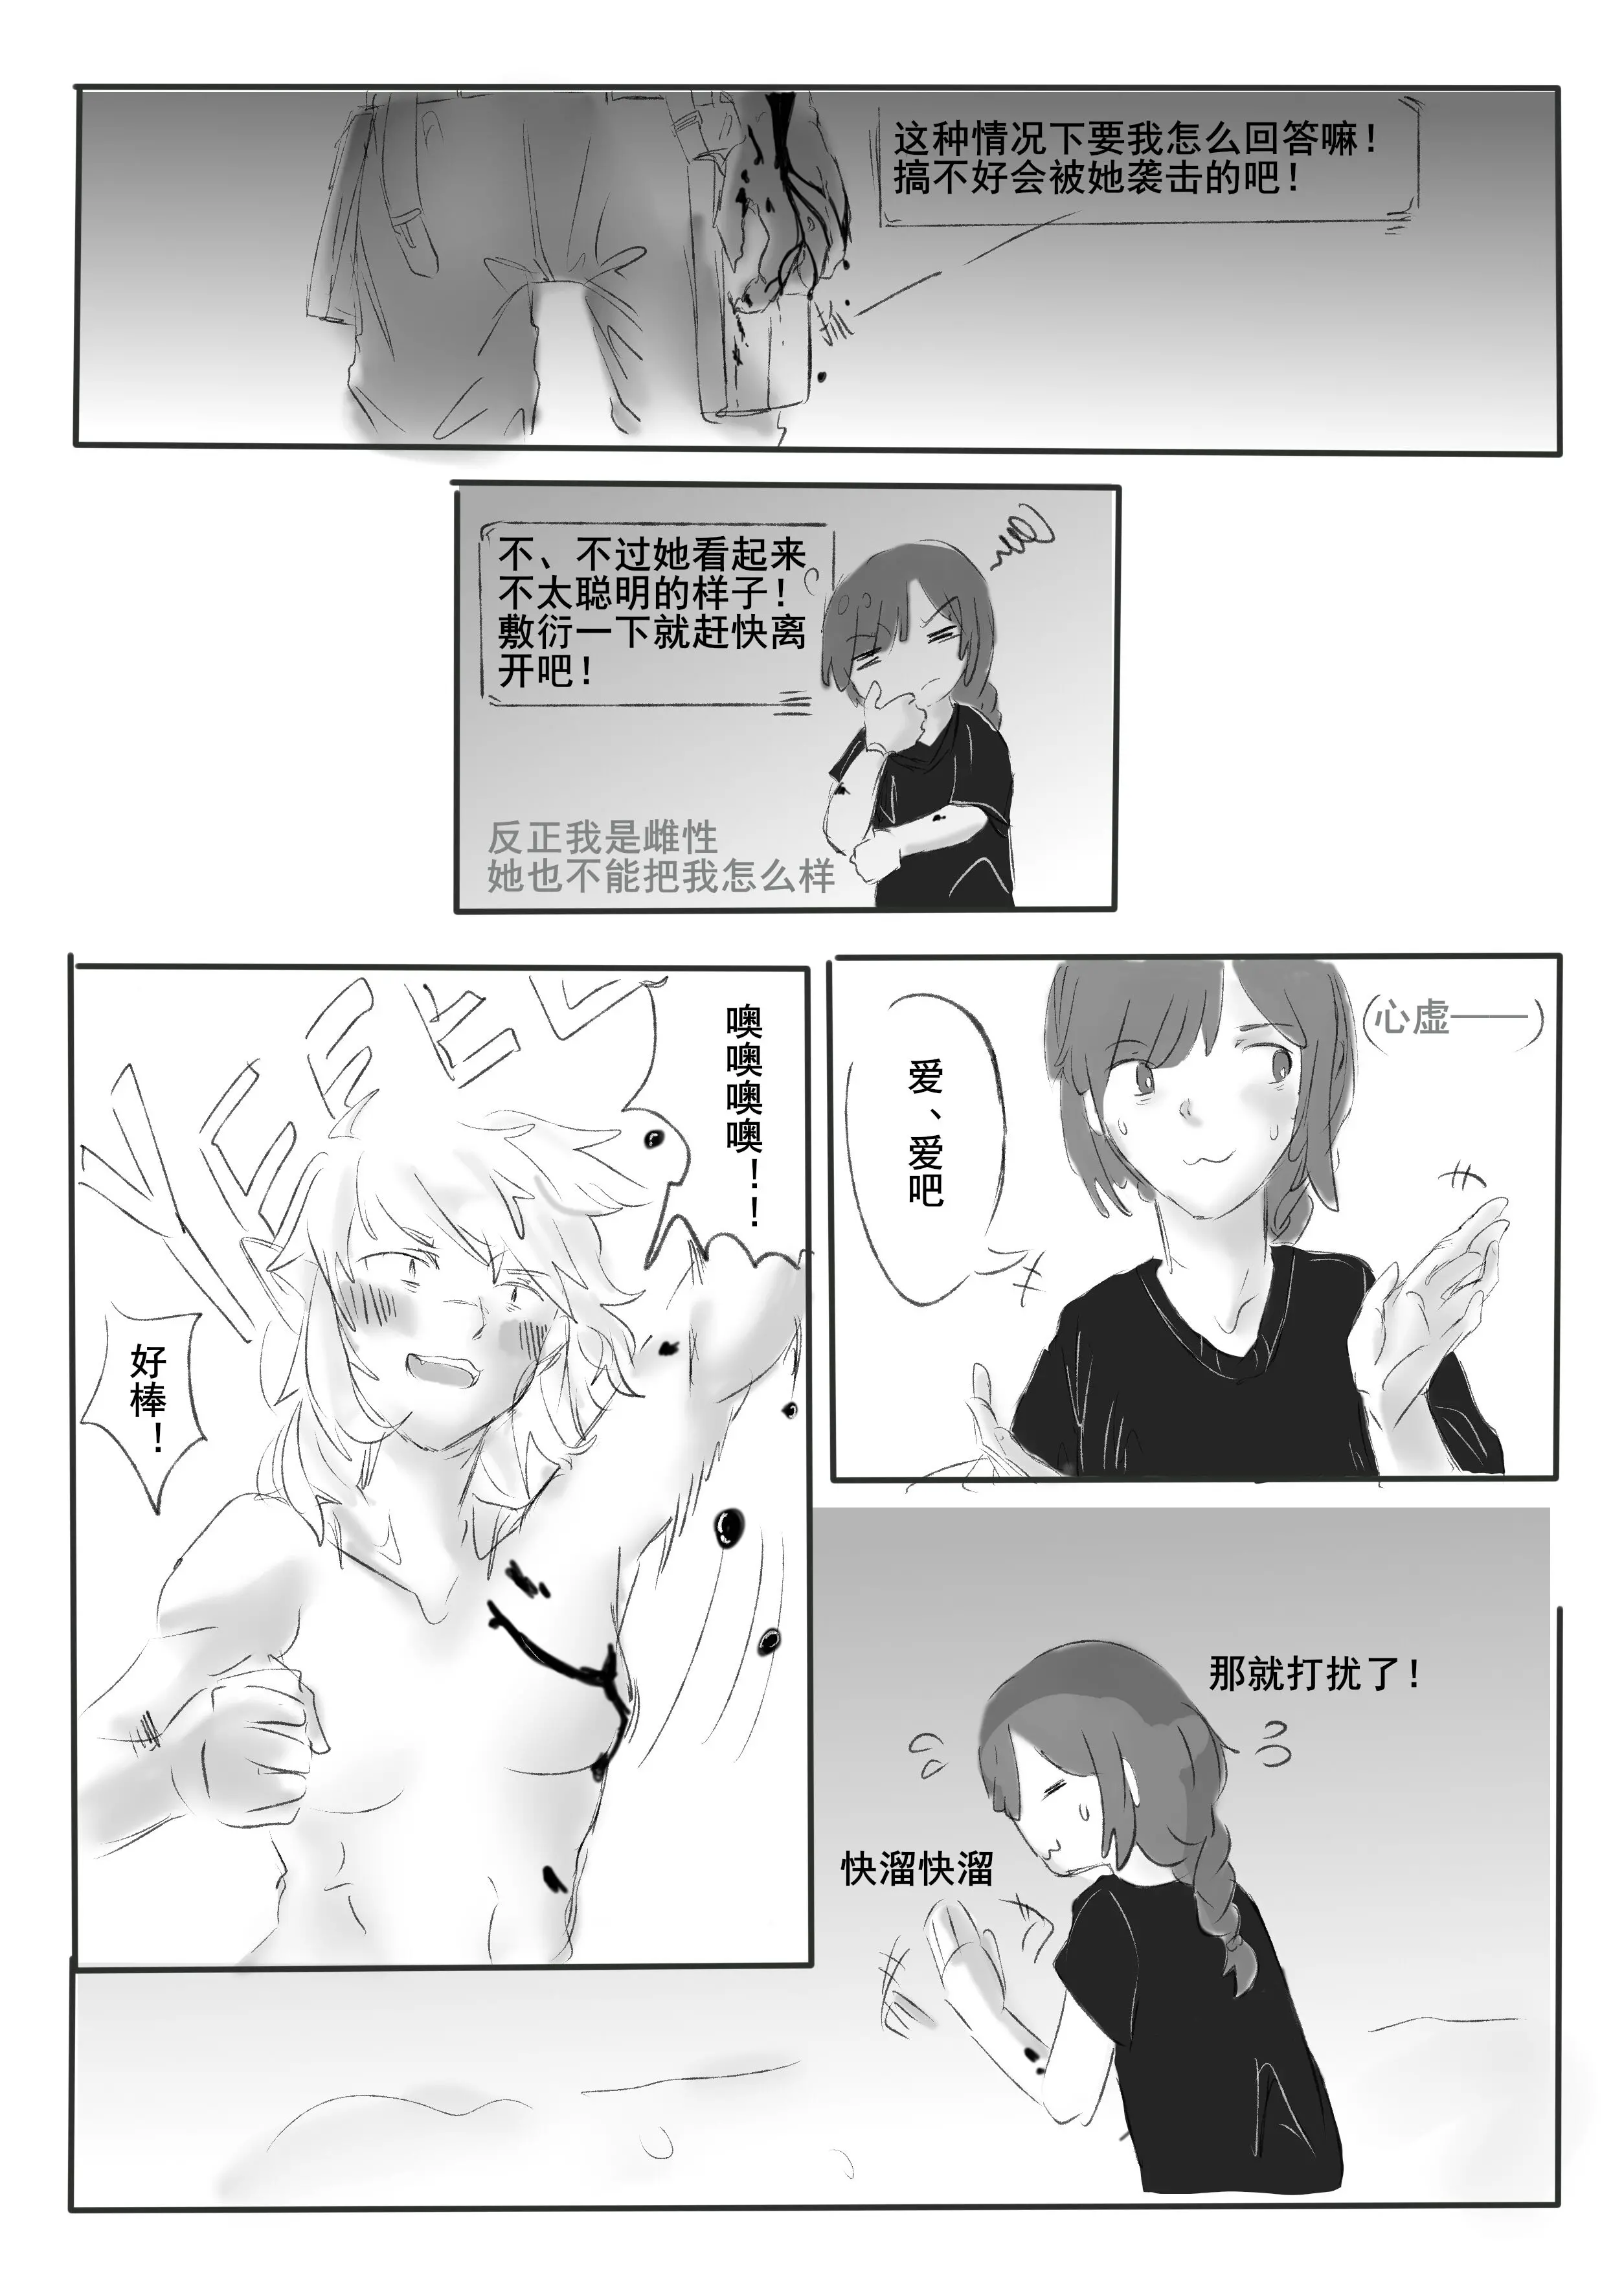 这种情况下要我怎么回答嘛！
搞不好会被她袭击的吧！
不、不过她看起来
不太聪明的样子！
敷衍一下就赶快离
开吧！
反正我是雌性
她也不能把我怎么样
(心虚——)
爱、爱吧
YEEEEE
噢噢噢噢！！
好棒！
那就打扰了！
快溜快溜